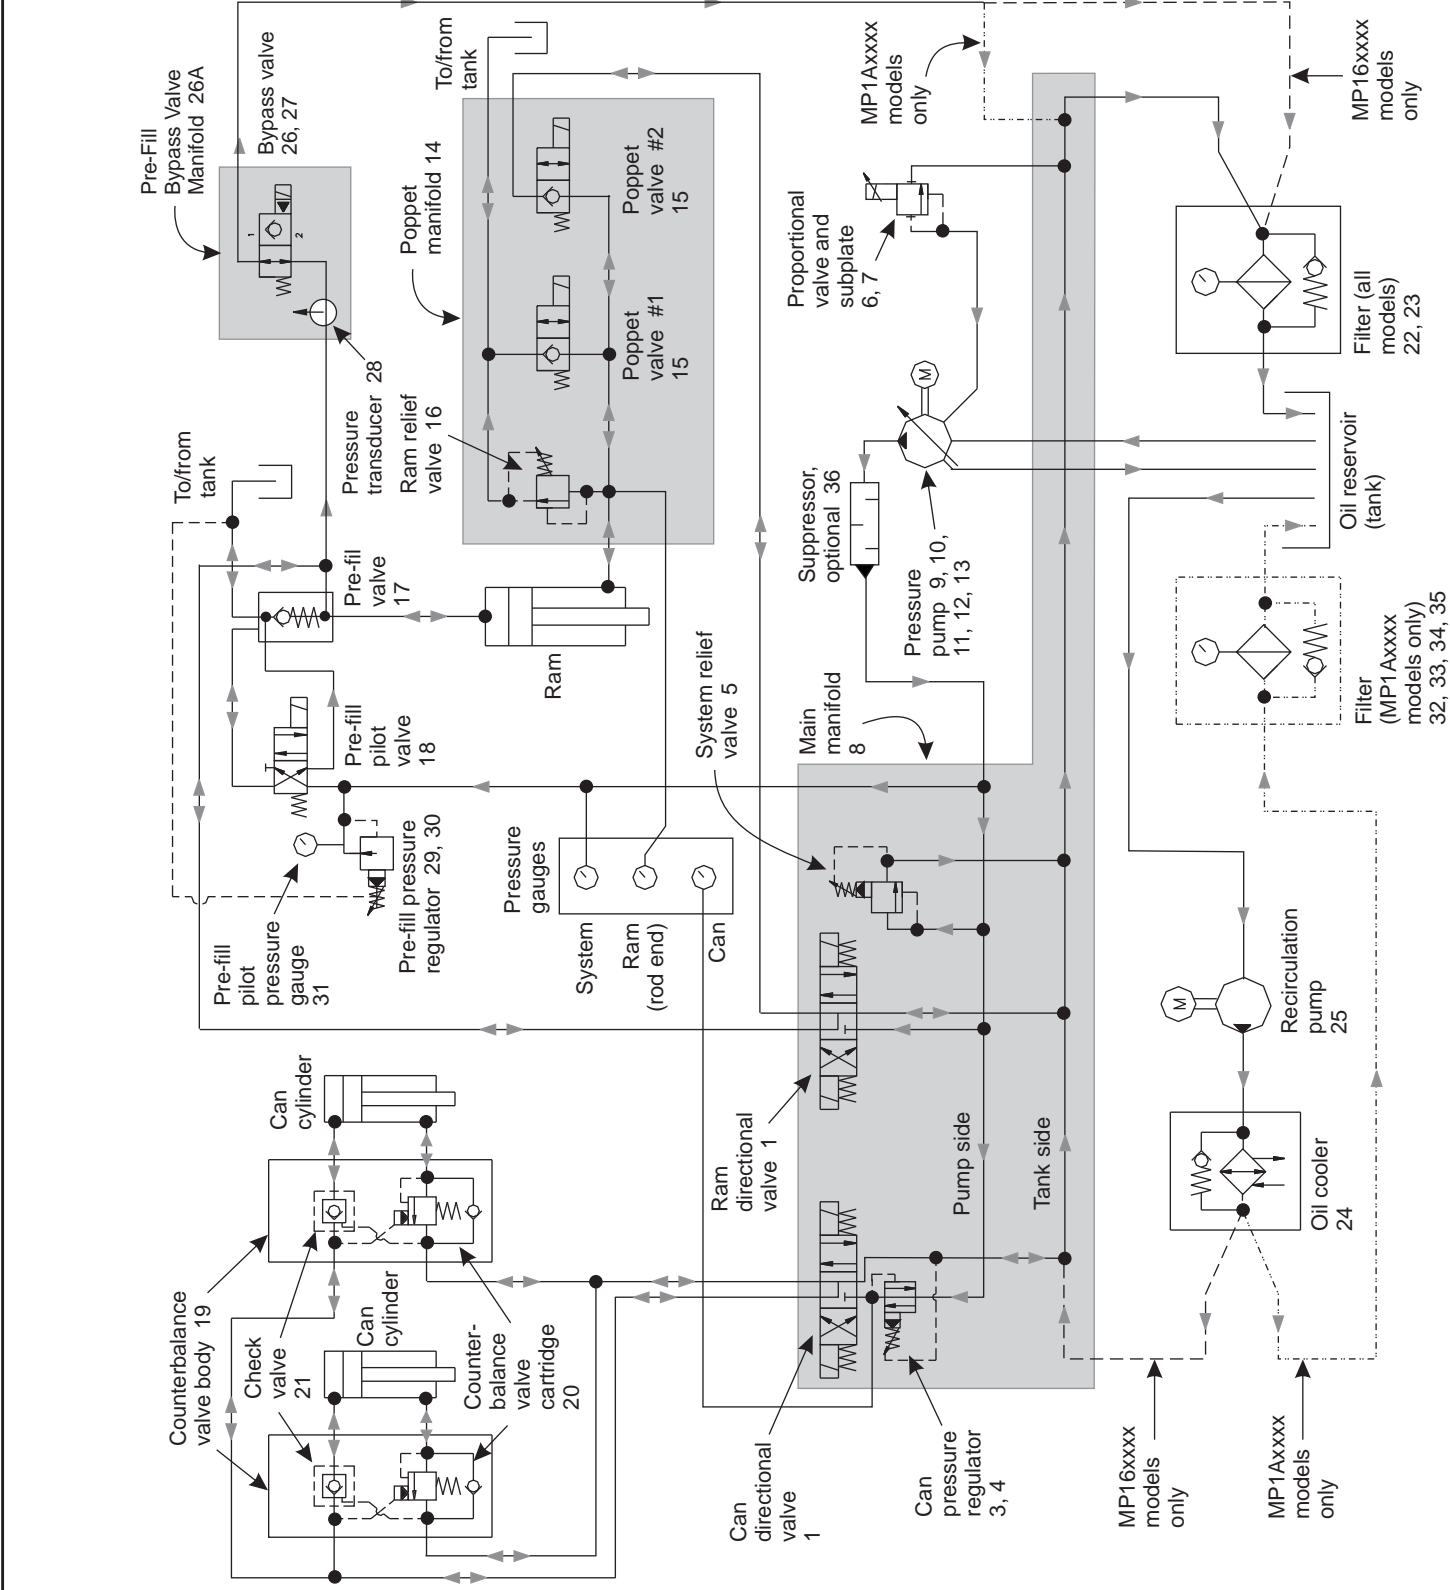 Pre-Fill
Bypass Valve
Manifold 26A
Bypass valve
26, 27
1
2
To/from
tank
Pressure
transducer 28
Pre-fil
valve
17
Pre-fill
pilot
valve
18
Pre-fill pressure
regulator 29, 30
Pre-fill
pilot
pressure
gauge
31
To/from
tank
Poppet
manifold 14
Poppet
valve #2
15
Poppet
valve #1
15
Ram relief
valve 16
Ram
Pressure
gauges
System
Ram
(rod end)
Can
System relief
valve 5
Can
cylinder
Counterbalance
valve body 19
Check
valve
21
Can
cylinder
Counter-
balance
valve
cartridge
20
MP1Axxxx
models
only
MP16xxxx
models
only
Proportional
valve and
subplate
6, 7
M
Suppressor,
optional 36
Pressure
pump 9, 10,
11, 12, 13
Main
manifold
8
Ram
directional
valve 1
Pump side
Tank side
Can
directional
valve
1
Can
pressure
regulator
3, 4
Filter (all
models)
22, 23
Oil reservoir
(tank)
Filter
(MP1Axxxx
models only)
32, 33, 34, 35
M
Recirculation
pump
25
Oil cooler
24
MP16xxxx
models
only
MP1Axxxx
models
only